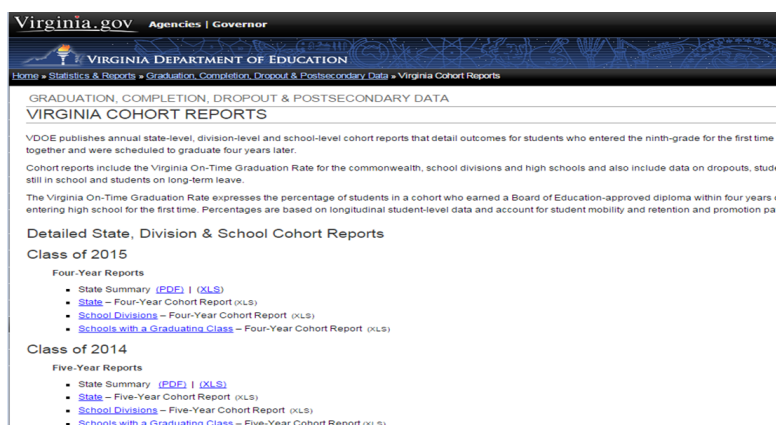 Virginia.gov Agencies | Governor
VIRGINIA DEPARTMENT OF EDUCATION
Home » Statistics & Reports » Graduation, Completion, Dropout & Postsecondary Data » Virginia Cohort Reports
GRADUATION, COMPLETION, DROPOUT & POSTSECONDARY DATA
VIRGINIA COHORT REPORTS
VDOE publishes annual state-level, division-level and school-level cohort reports that detail outcomes for students who entered the ninth-grade for the first time
together and were scheduled to graduate four years later.
Cohort reports include the Virginia On-Time Graduation Rate for the commonwealth, school divisions and high schools and also include data on dropouts, stude
still in school and students on long-term leave.
The Virginia On-Time Graduation Rate expresses the percentage of students in a cohort who earned a Board of Education-approved diploma within four years
entering high school for the first time. Percentages are based on longitudinal student-level data and account for student mobility and retention and promotion pa
Detailed State, Division & School Cohort Reports
Class of 2015
Four-Year Reports
State Summary (PDF) | (XLS)
State – Four-Year Cohort Report (XLS)
School Divisions – Four-Year Cohort Report (XLS)
Schools with a Graduating Class – Four-Year Cohort Report (XLS)
Class of 2014
Five-Year Reports
State Summary (PDF) | (XLS)
State – Five-Year Cohort Report (XLS)
School Divisions – Five-Year Cohort Report (XLS)
Schools with a Graduating Class – Five-Year Cohort Report (XLS)